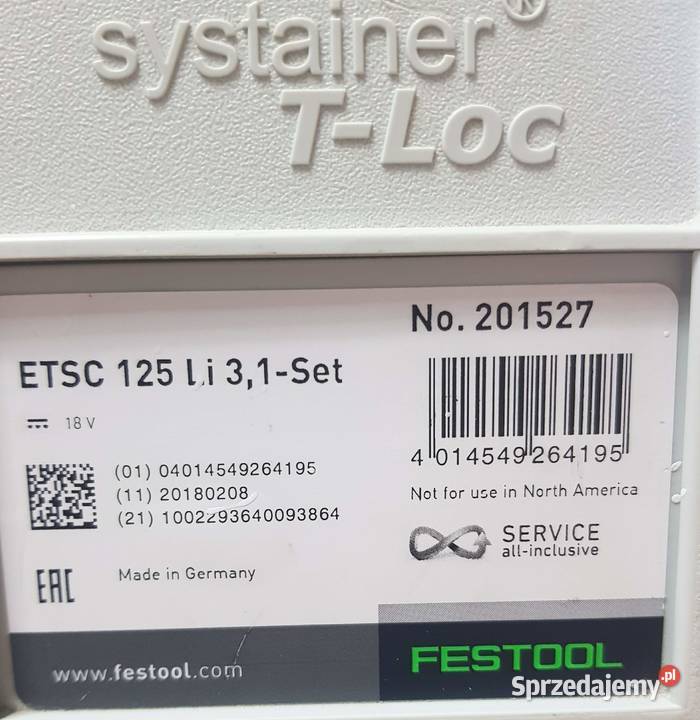 systainer®
T-Loc
No. 201527
ETSC 125 Li 3,1-Set
18 V
4 014549 264195
(01) 04014549264195
(11) 20180208
(21) 1002293640093864
Not for use in North America
SERVICE
all-inclusive
EAC
Made in Germany
www.festool.com
FESTOOL
Sprzedajemy.pl